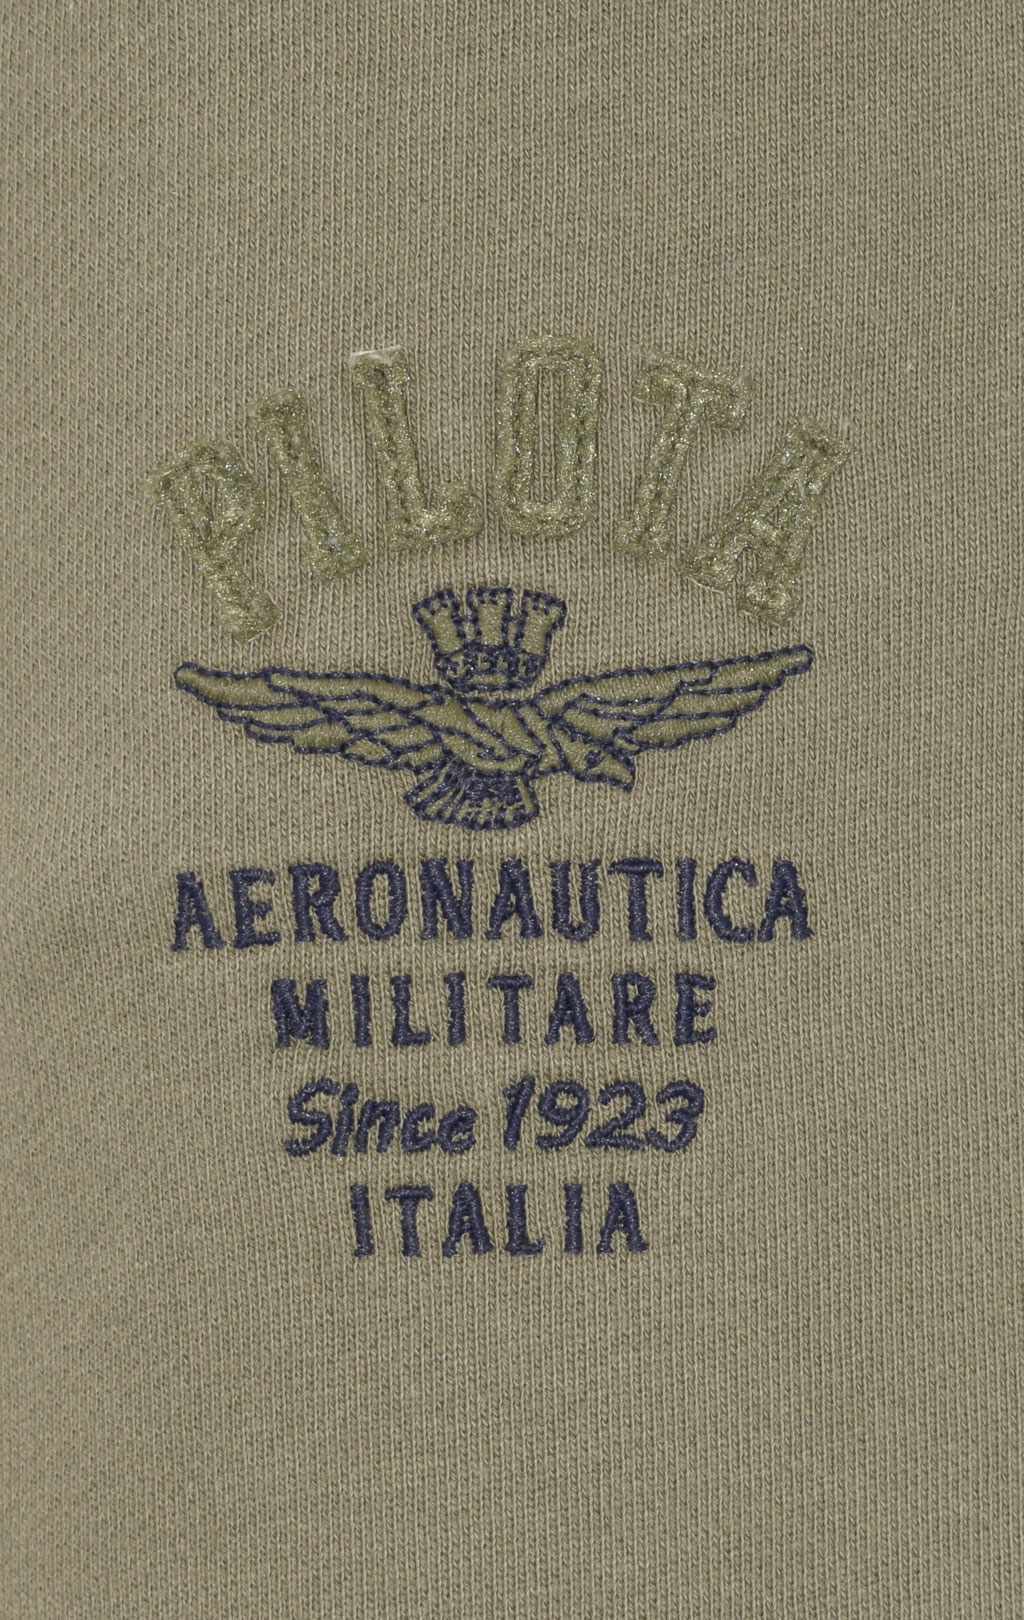 PILOTA
AERONAUTICA
MILITARE
Since 1923
ITALIA